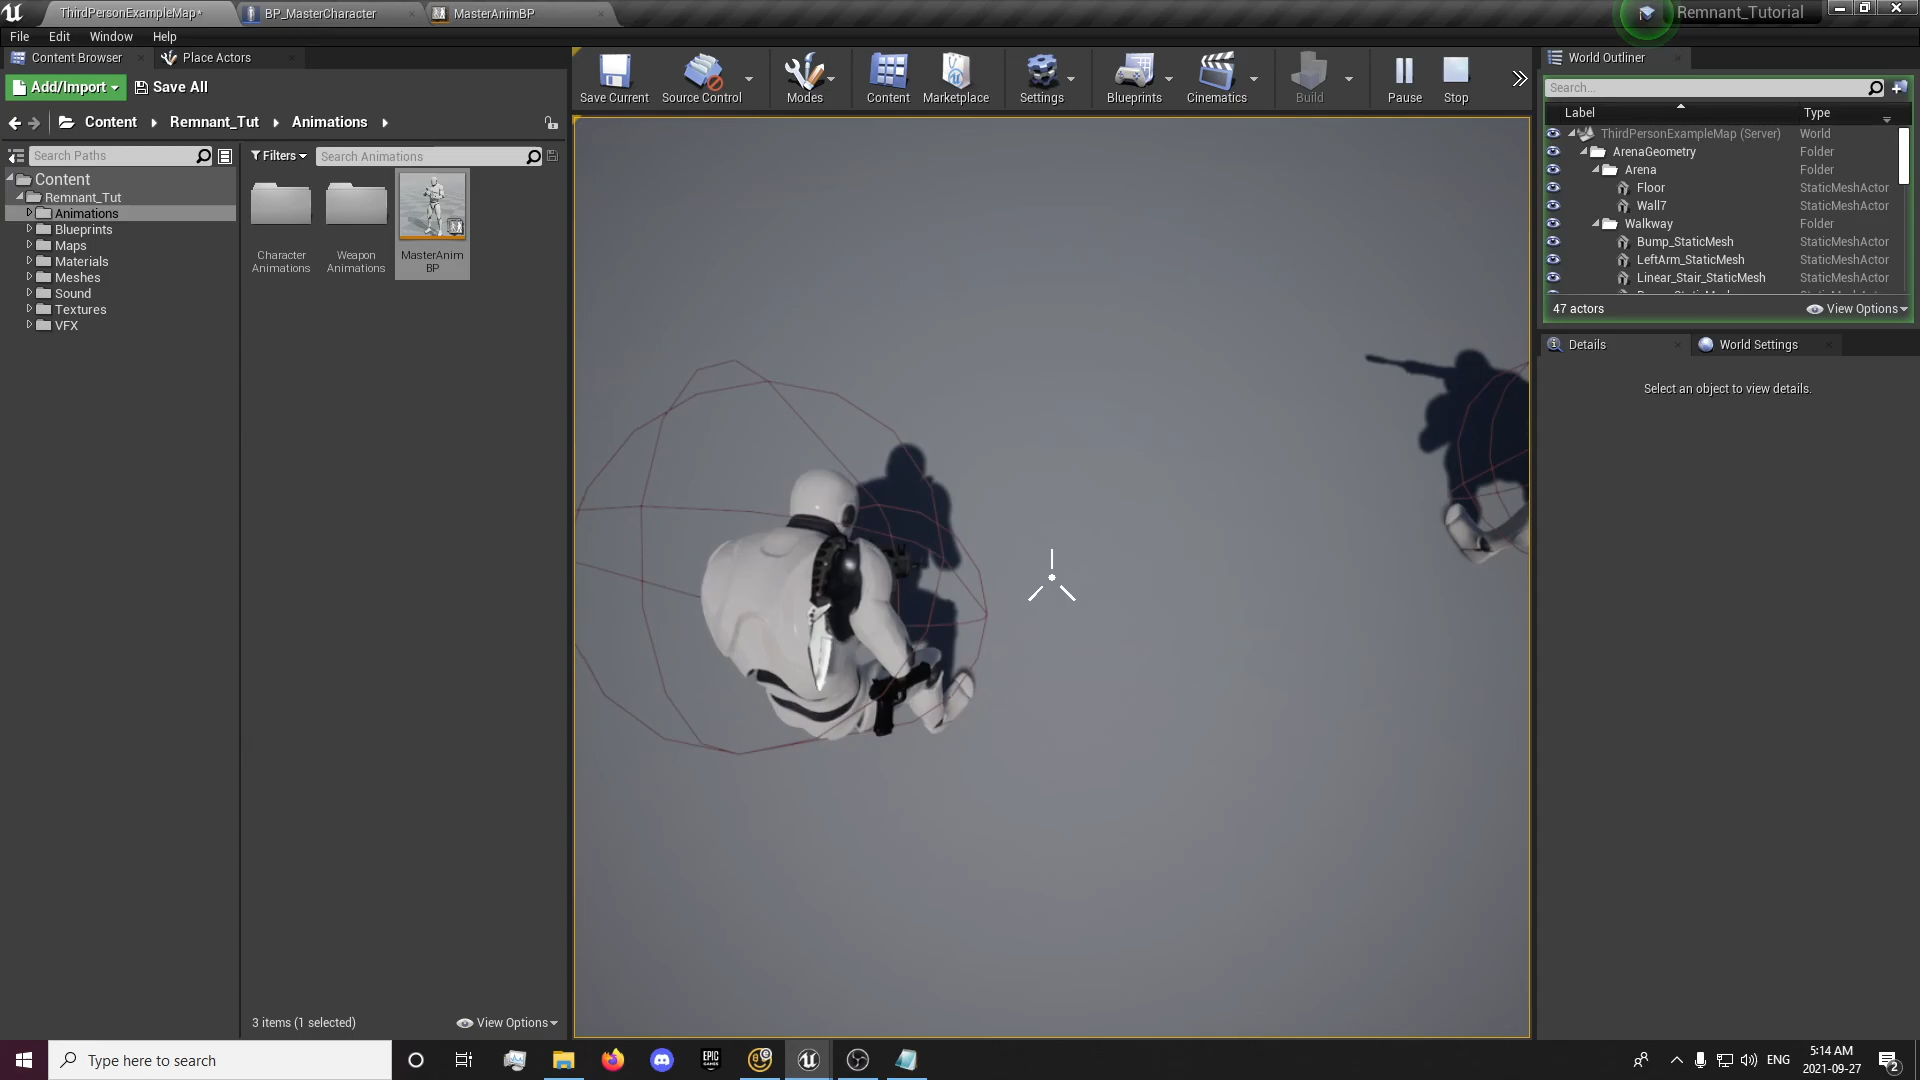 ThirdPersonExampleMap*
BP_MasterCharacter
MasterAnimBP
Remnant_Tutorial
File
Edit
Window
Help
Content Browser
Place Actors
Add/Import
Save All
Content
Remnant_Tut
Animations
Search Paths
Filters
Search Animations
Content
Remnant_Tut
Animations
Blueprints
Maps
Materials
Meshes
Sound
Textures
VFX
Character
Animations
Weapon
Animations
MasterAnim
BP
3 items (1 selected)
View Options
Save Current
Source Control
Modes
Content
Marketplace
Settings
Blueprints
Cinematics
Build
Pause
Stop
World Outliner
Search...
Label
Type
ThirdPersonExampleMap (Server)
World
ArenaGeometry
Folder
Arena
Folder
Floor
StaticMeshActor
Wall7
StaticMeshActor
Walkway
Folder
Bump_StaticMesh
StaticMeshActor
LeftArm_StaticMesh
StaticMeshActor
Linear_Stair_StaticMesh
StaticMeshActor
47 actors
View Options
Details
World Settings
Select an object to view details.
Type here to search
EPIC
GAMES
ENG
5:14 AM
2021-09-27
2